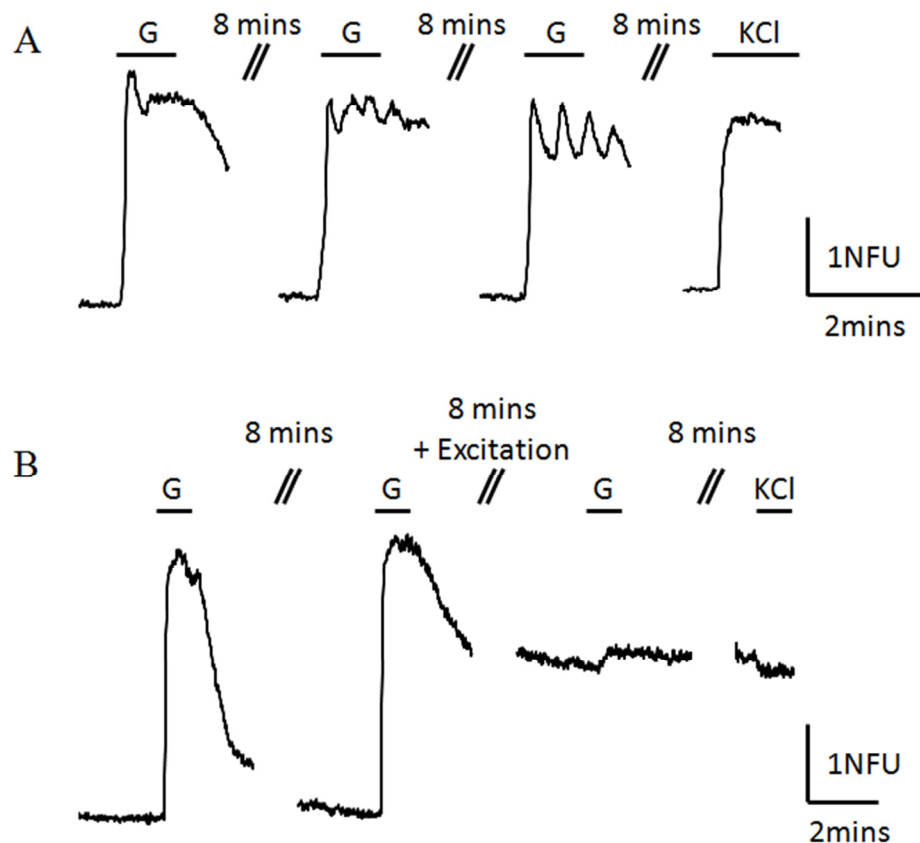 A
G
8 mins
G
8 mins
G
8 mins
KCl
1NFU
2mins
B
G
8 mins
G
8 mins
+ Excitation
G
8 mins
KCl
1NFU
2mins